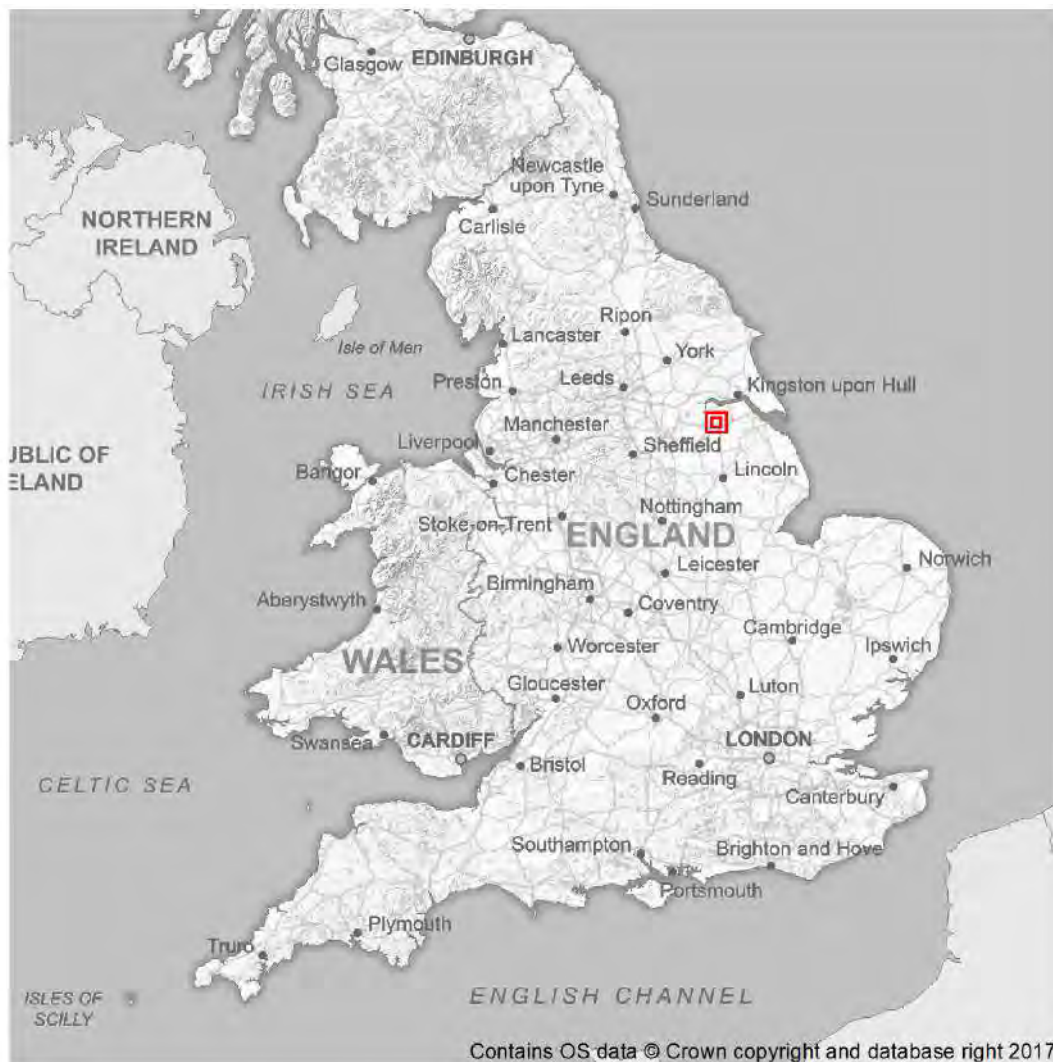 Glasgow
EDINBURGH
Newcastle
upon Tyne
Sunderland
Carlisle
NORTHERN
IRELAND
Ripon
Lancaster
York
Isle of Men
IRISH SEA
Preston
Leeds
Kingston upon Hull
Manchester
Liverpool
Sheffield
UBLIC OF
ELAND
Bangor
Chester
Lincoln
Nottingham
Stoke-on-Trent
ENGLAND
Norwich
Leicester
Birmingham
Aberystwyth
Coventry
Cambridge
Ipswich
Worcester
WALES
Gloucester
Luton
Oxford
Swansea
CARDIFF
LONDON
Bristol
Reading
CELTIC SEA
Canterbury
Southampton
Brighton and Hove
Portsmouth
Plymouth
Truro
ISLES OF
SCILLY
ENGLISH CHANNEL
Contains OS data © Crown copyright and database right 2017